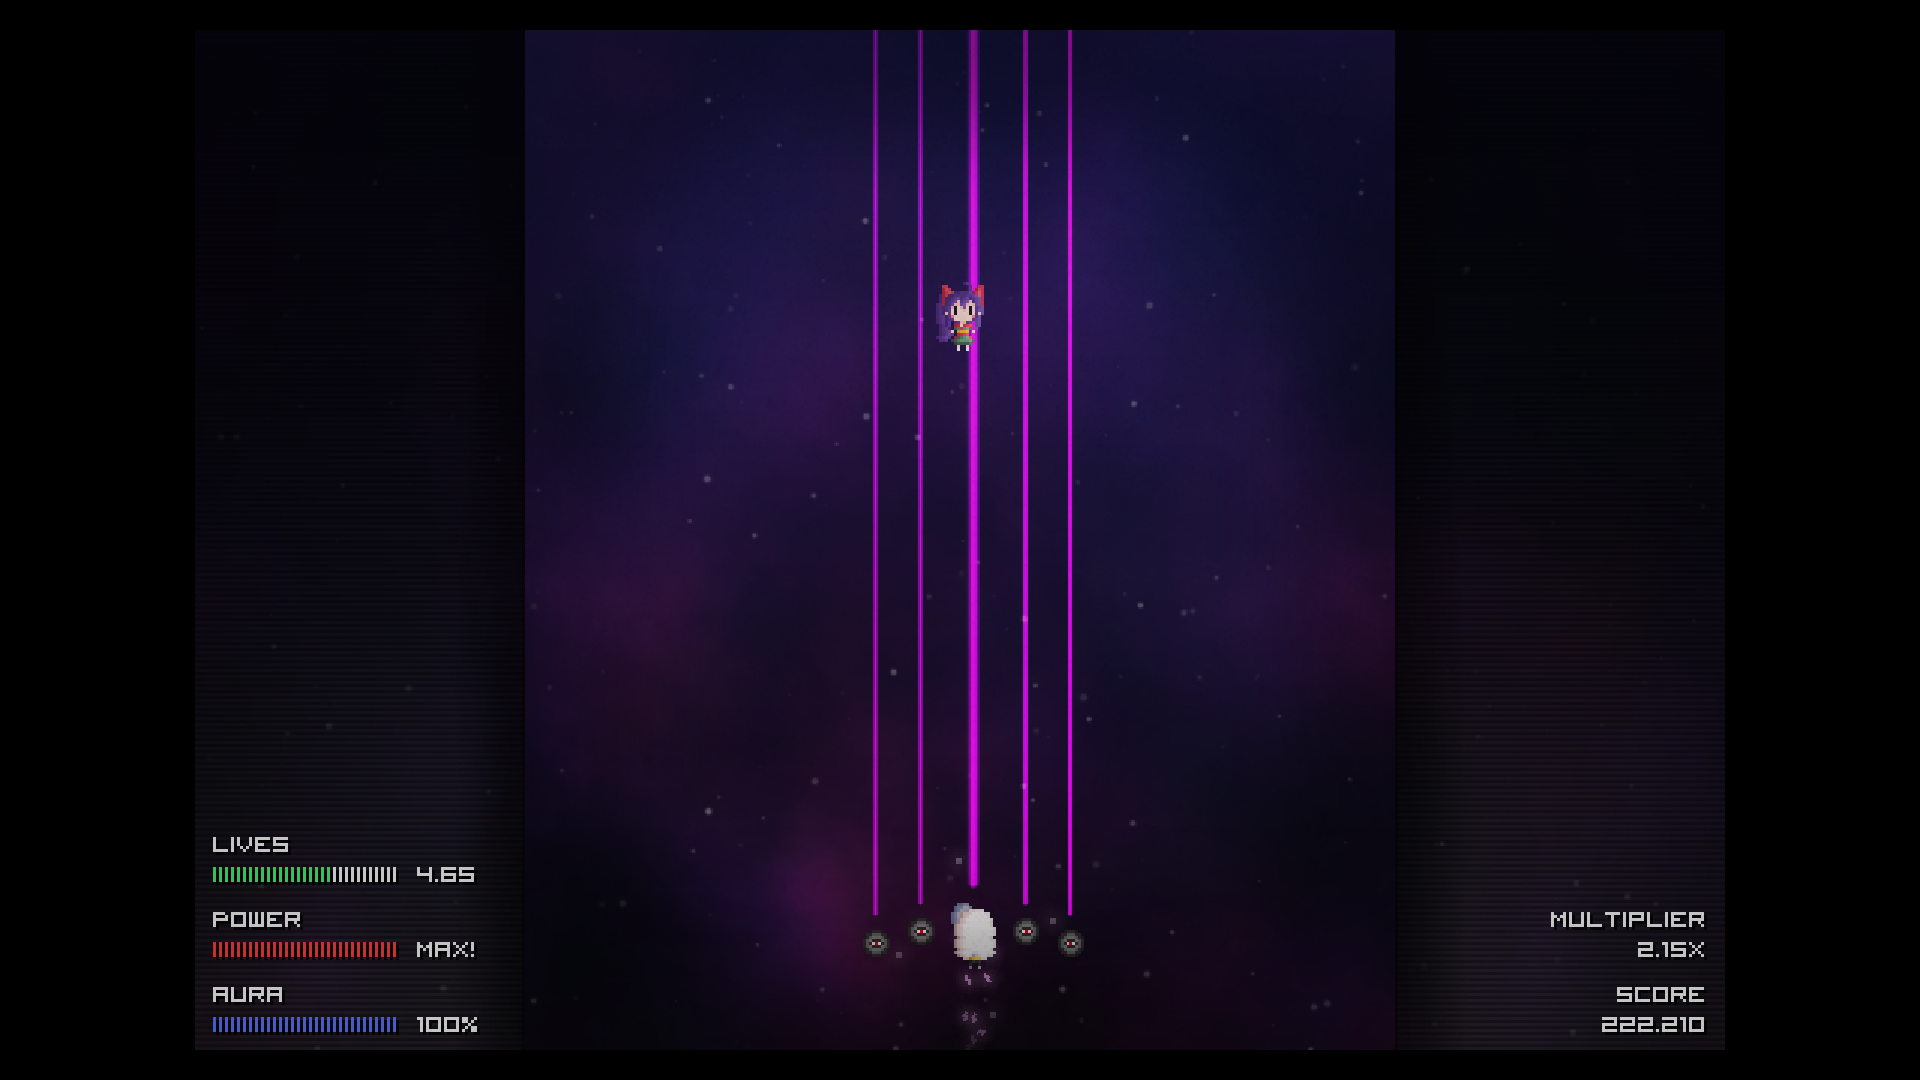 LIVES
4.65
POWER
MAX!
AURA
100%
MULTIPLIER
2.15X
SCORE
222.210